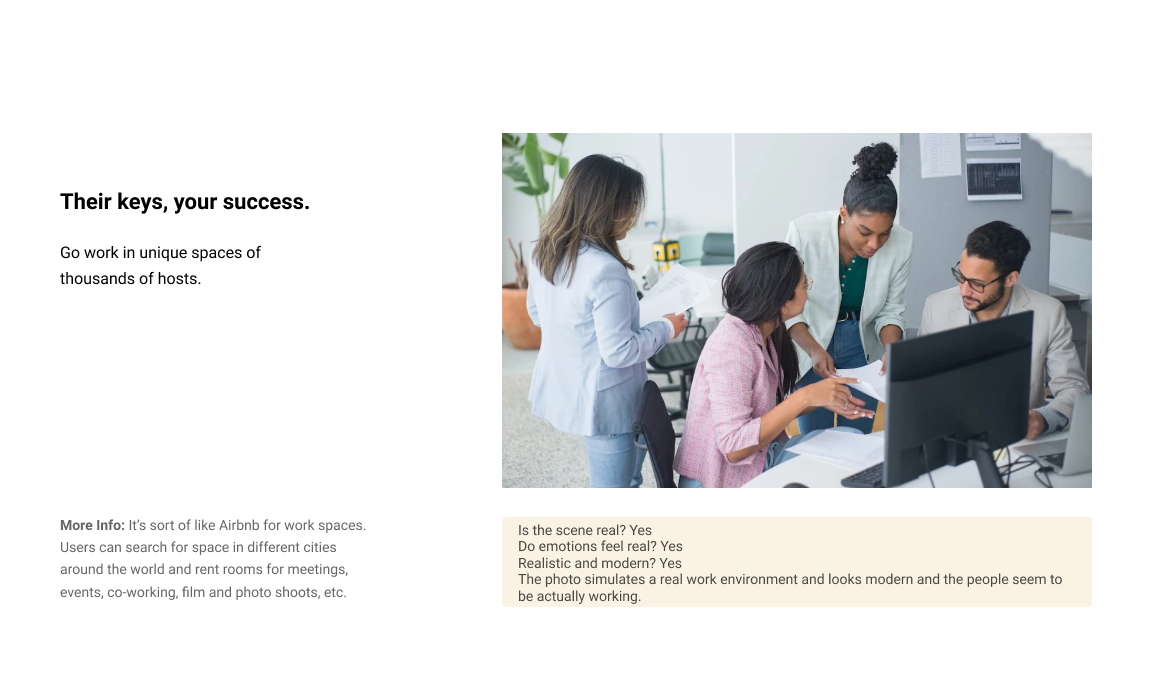 Their keys, your success.
Go work in unique spaces of
thousands of hosts.
More Info: It’s sort of like Airbnb for work spaces.
Users can search for space in different cities
around the world and rent rooms for meetings,
events, co-working, film and photo shoots, etc.
Is the scene real? Yes
Do emotions feel real? Yes
Realistic and modern? Yes
The photo simulates a real work environment and looks modern and the people seem to
be actually working.